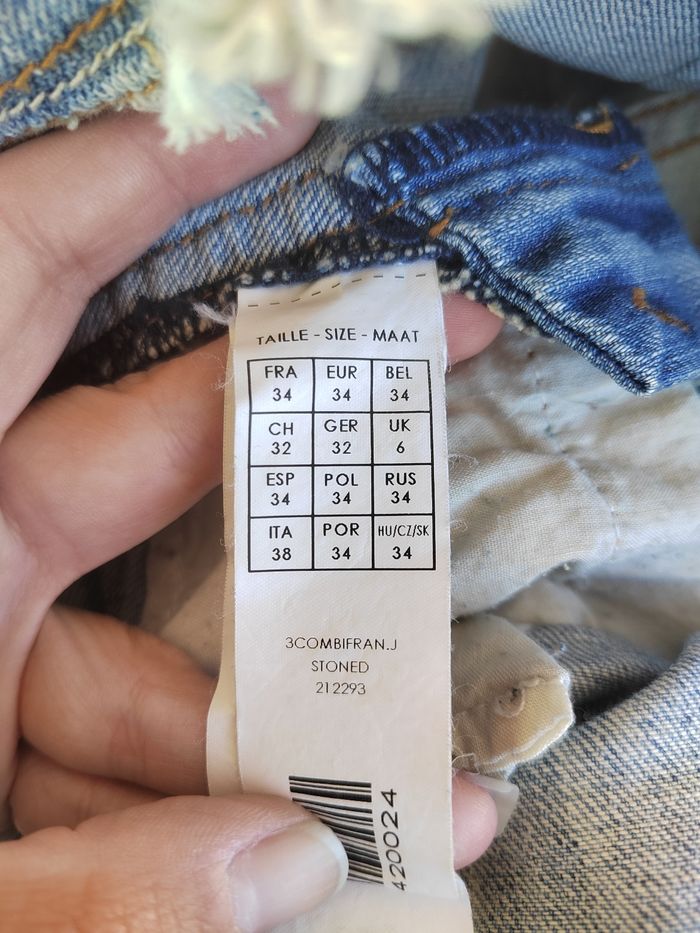 TAILLE - SIZE - MAAT
FRA EUR BEL
34 34 34
CH GER UK
32 32 6
ESP POL RUS
34 34 34
ITA POR HU/CZ/SK
38 34 34
3COMBIFRAN.J
STONED
212293
420024